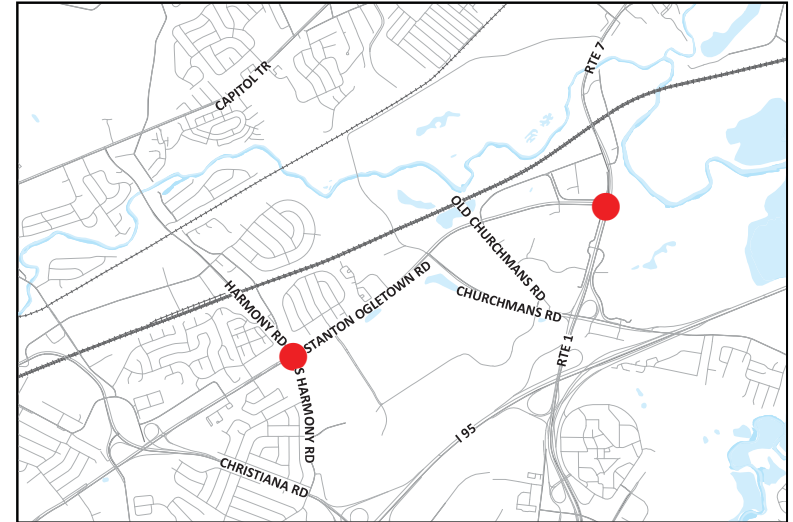 RTE 7
CAPITOL TR
OLD CHURCHMANS RD
STANTON OGLETOWN RD
HARMONY RD
CHURCHMANS RD
RTE 1
S HARMONY RD
I 95
CHRISTIANA RD